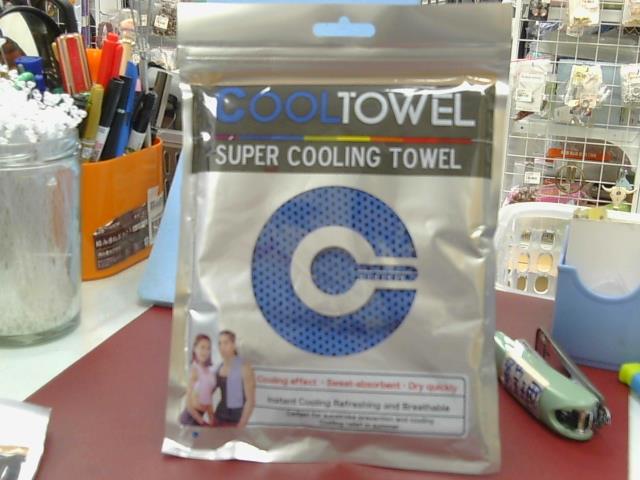 COOLTOWEL
SUPER COOLING TOWEL
Cooling effect · Sweat-absorbent · Dry quickly
Instant Cooling Refreshing and Breathable